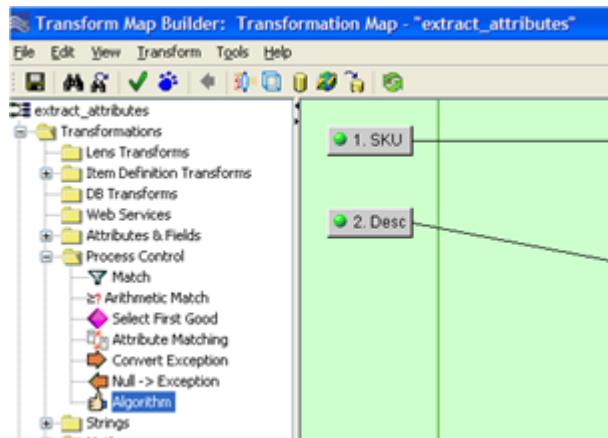 Transform Map Builder: Transformation Map - "extract_attributes"
File Edit View Transform Tools Help
extract_attributes
Transformations
Lens Transforms
Item Definition Transforms
DB Transforms
Web Services
Attributes & Fields
Process Control
Match
≥? Arithmetic Match
Select First Good
Attribute Matching
Convert Exception
Null -> Exception
Algorithm
Strings
1. SKU
2. Desc